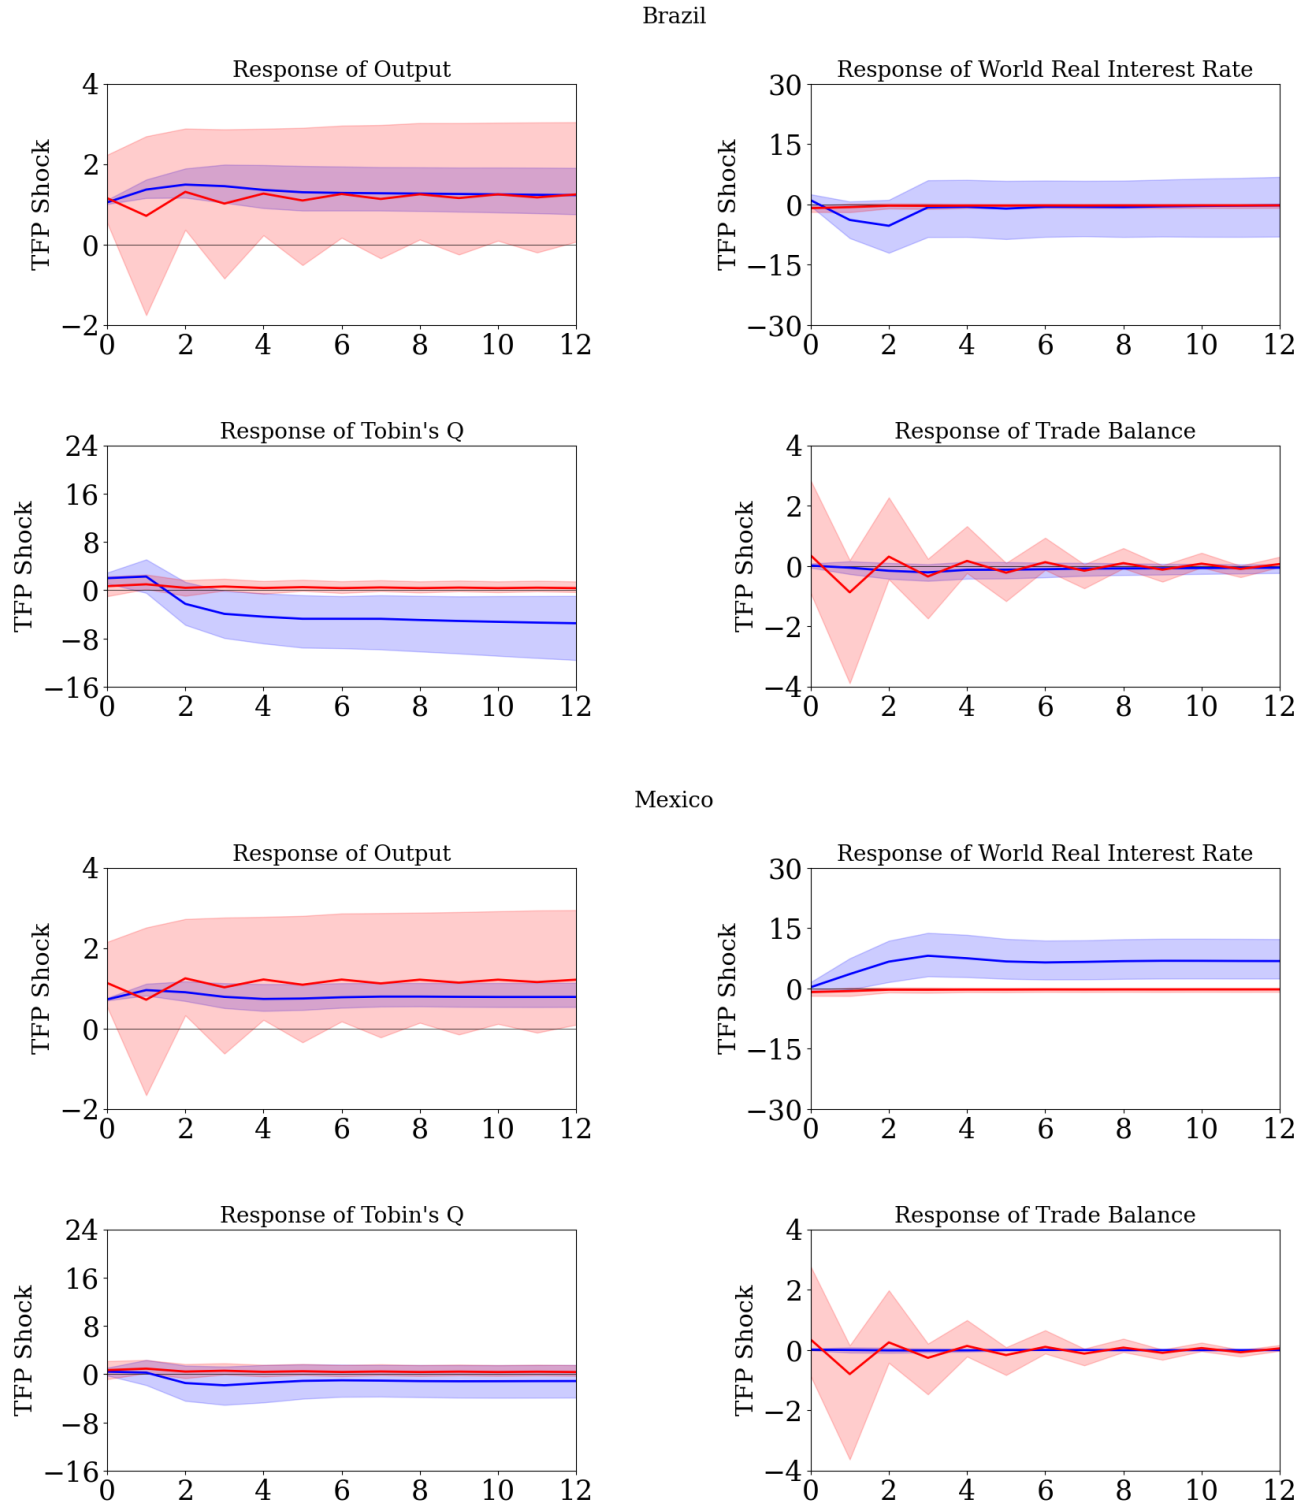 Brazil
Response of Output
TFP Shock
4
2
0
−2
0 2 4 6 8 10 12
Response of World Real Interest Rate
TFP Shock
30
15
0
−15
−30
0 2 4 6 8 10 12
Response of Tobin's Q
TFP Shock
24
16
8
0
−8
−16
0 2 4 6 8 10 12
Response of Trade Balance
TFP Shock
4
2
0
−2
−4
0 2 4 6 8 10 12
Mexico
Response of Output
TFP Shock
4
2
0
−2
0 2 4 6 8 10 12
Response of World Real Interest Rate
TFP Shock
30
15
0
−15
−30
0 2 4 6 8 10 12
Response of Tobin's Q
TFP Shock
24
16
8
0
−8
−16
0 2 4 6 8 10 12
Response of Trade Balance
TFP Shock
4
2
0
−2
−4
0 2 4 6 8 10 12